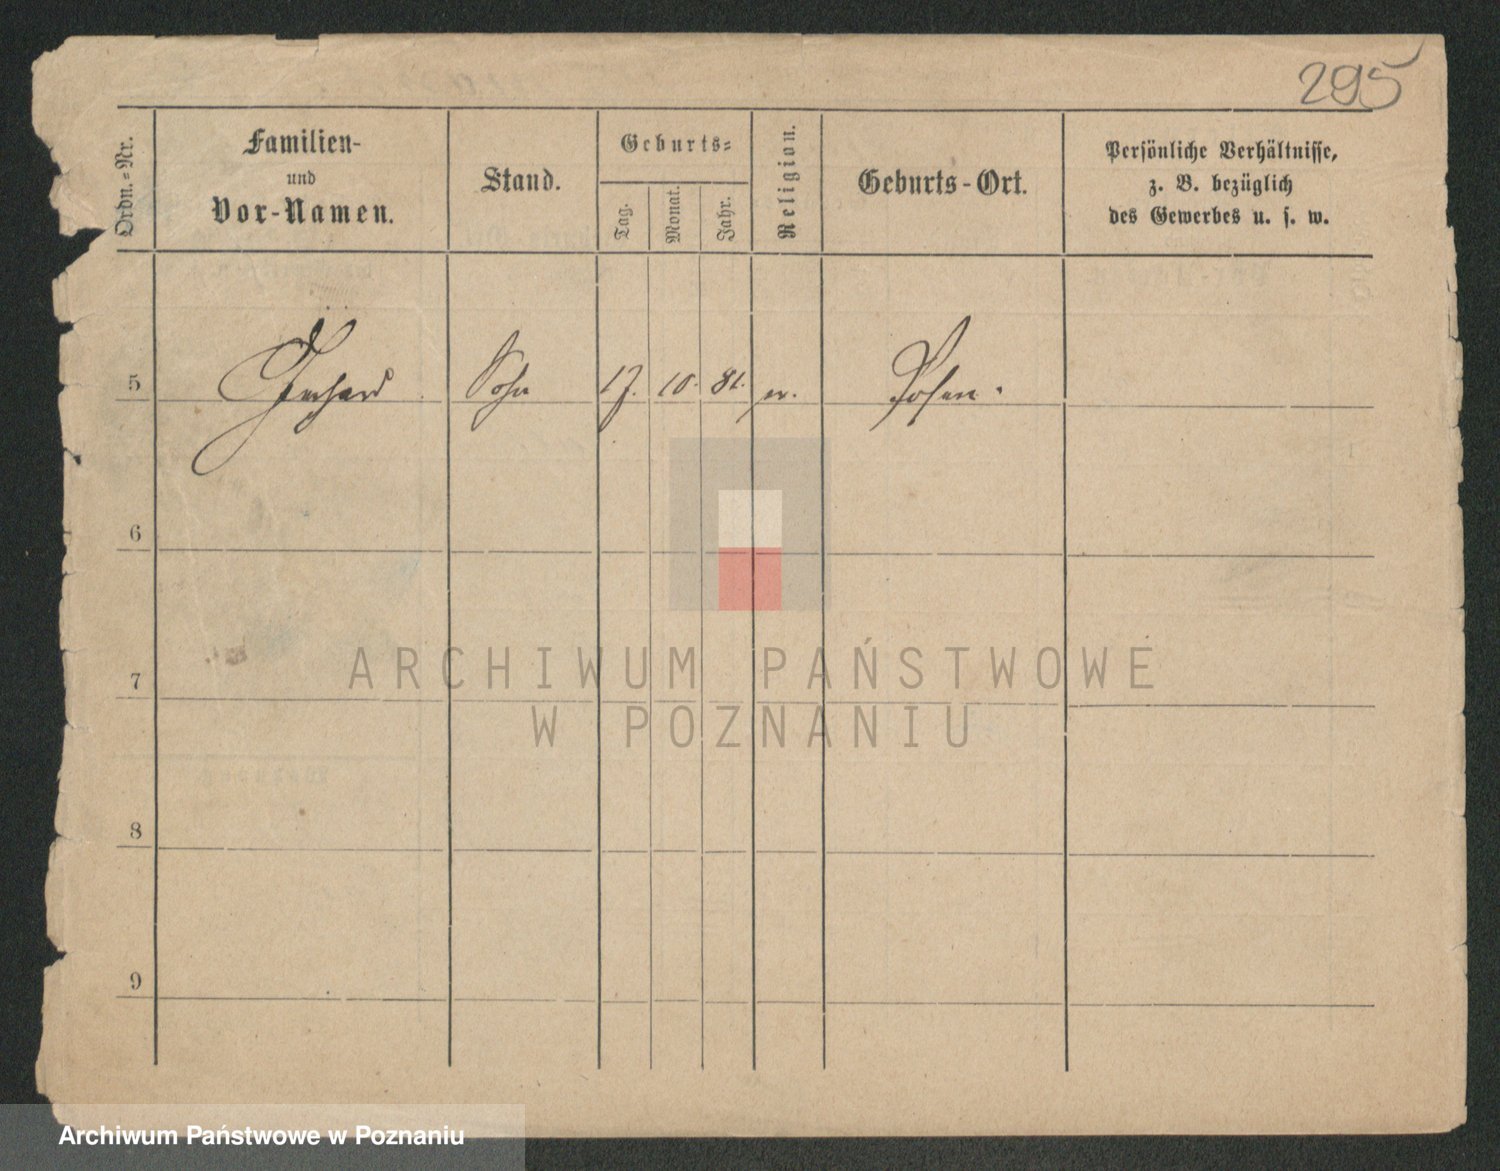 295
Ordn.=Nr.
Familien-
und
Vor-Namen.
Stand.
Geburts=
Tag.
Monat.
Jahr.
Religion.
Geburts-Ort.
Persönliche Verhältnisse,
z. B. bezüglich
des Gewerbes u. s. w.
5 Gerhard Sohn 17. 10. 81. ev. Posen.
6
7
8
9
ARCHIWUM PAŃSTWOWE
W POZNANIU
Archiwum Państwowe w Poznaniu